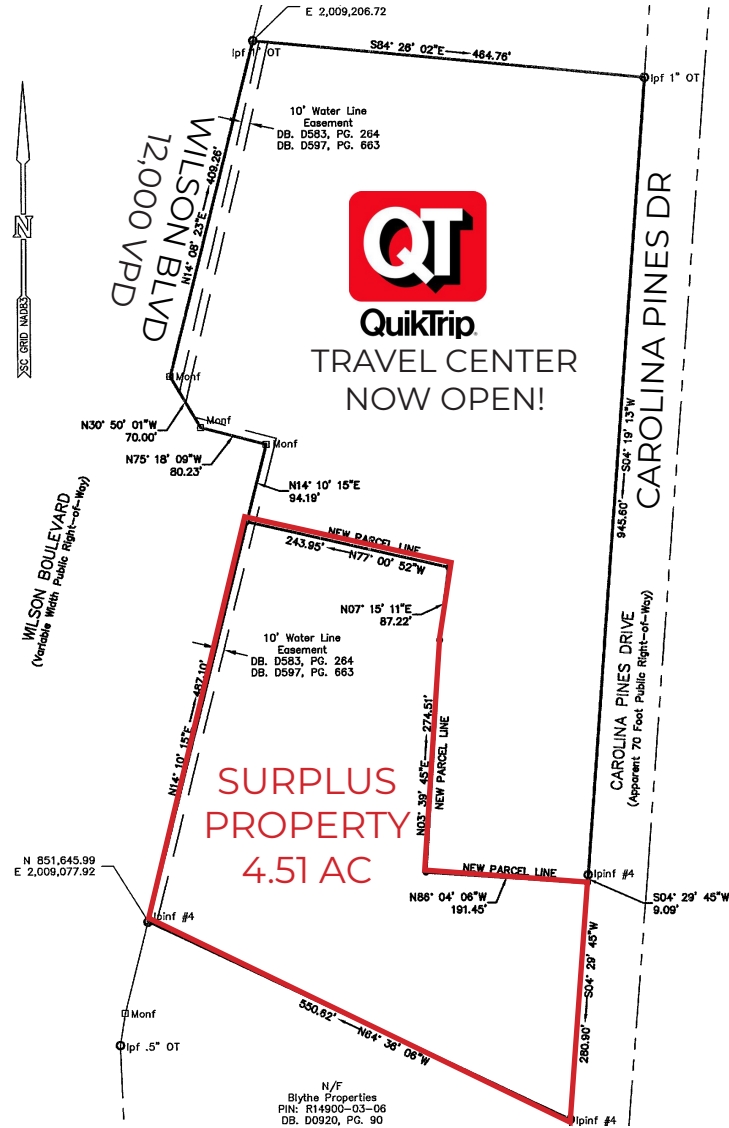 E 2,009,206.72
Ipf 1" OT
S84° 26' 02"E 464.76'
Ipf 1" OT
10' Water Line
Easement
DB. D583, PG. 264
DB. D597, PG. 663
WILSON BLVD
12,000 VPD
N14° 08' 23"E 409.26'
N
SC GRID NAD83
QT
QuikTrip.
TRAVEL CENTER
NOW OPEN!
CAROLINA PINES DR
945.60' S04° 19' 13"W
Monf
N30° 50' 01"W
70.00'
Monf
N75° 18' 09"W
80.23'
Monf
N14° 10' 15"E
94.19'
WILSON BOULEVARD
(Variable Width Public Right-of-Way)
NEW PARCEL LINE
243.95' N77° 00' 52"W
N07° 15' 11"E
87.22'
10' Water Line
Easement
DB. D583, PG. 264
DB. D597, PG. 663
N14° 10' 15"E 487.10'
N03° 39' 45"E 274.51'
NEW PARCEL LINE
CAROLINA PINES DRIVE
(Apparent 70 Foot Public Right-of-Way)
SURPLUS
PROPERTY
4.51 AC
NEW PARCEL LINE
Ipinf #4
N86° 04' 06"W
191.45'
S04° 29' 45"W
9.09'
N 851,645.99
E 2,009,077.92
Ipinf #4
280.90' S04° 29' 45"W
550.62' N64° 36' 06"W
Monf
Ipf .5" OT
Ipinf #4
N/F
Blythe Properties
PIN: R14900-03-06
DB. D0920, PG. 90